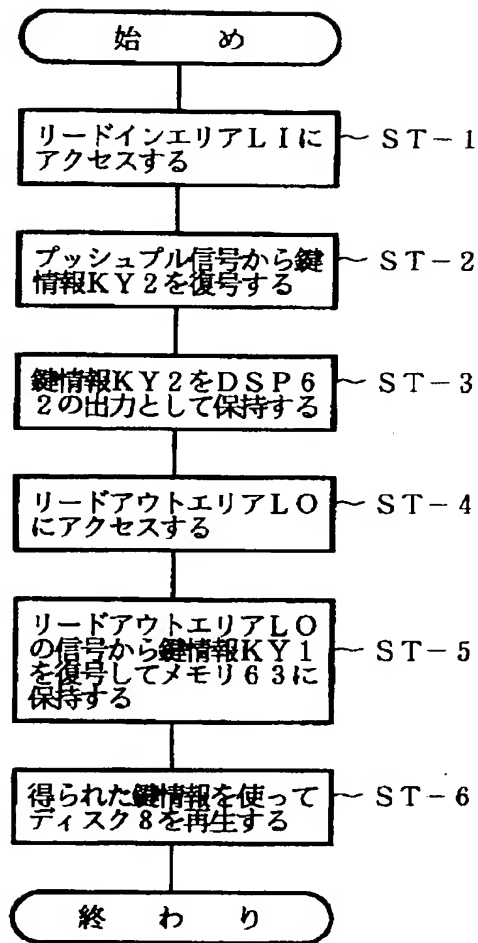 始 め
リードインエリアLIに
アクセスする
~ ST-1
プッシュプル信号から鍵
情報KY2を復号する
~ ST-2
鍵情報KY2をDSP6
2の出力として保持する
~ ST-3
リードアウトエリアLO
にアクセスする
~ ST-4
リードアウトエリアLO
の信号から鍵情報KY1
を復号してメモリ63に
保持する
~ ST-5
得られた鍵情報を使って
ディスク8を再生する
~ ST-6
終 わ り